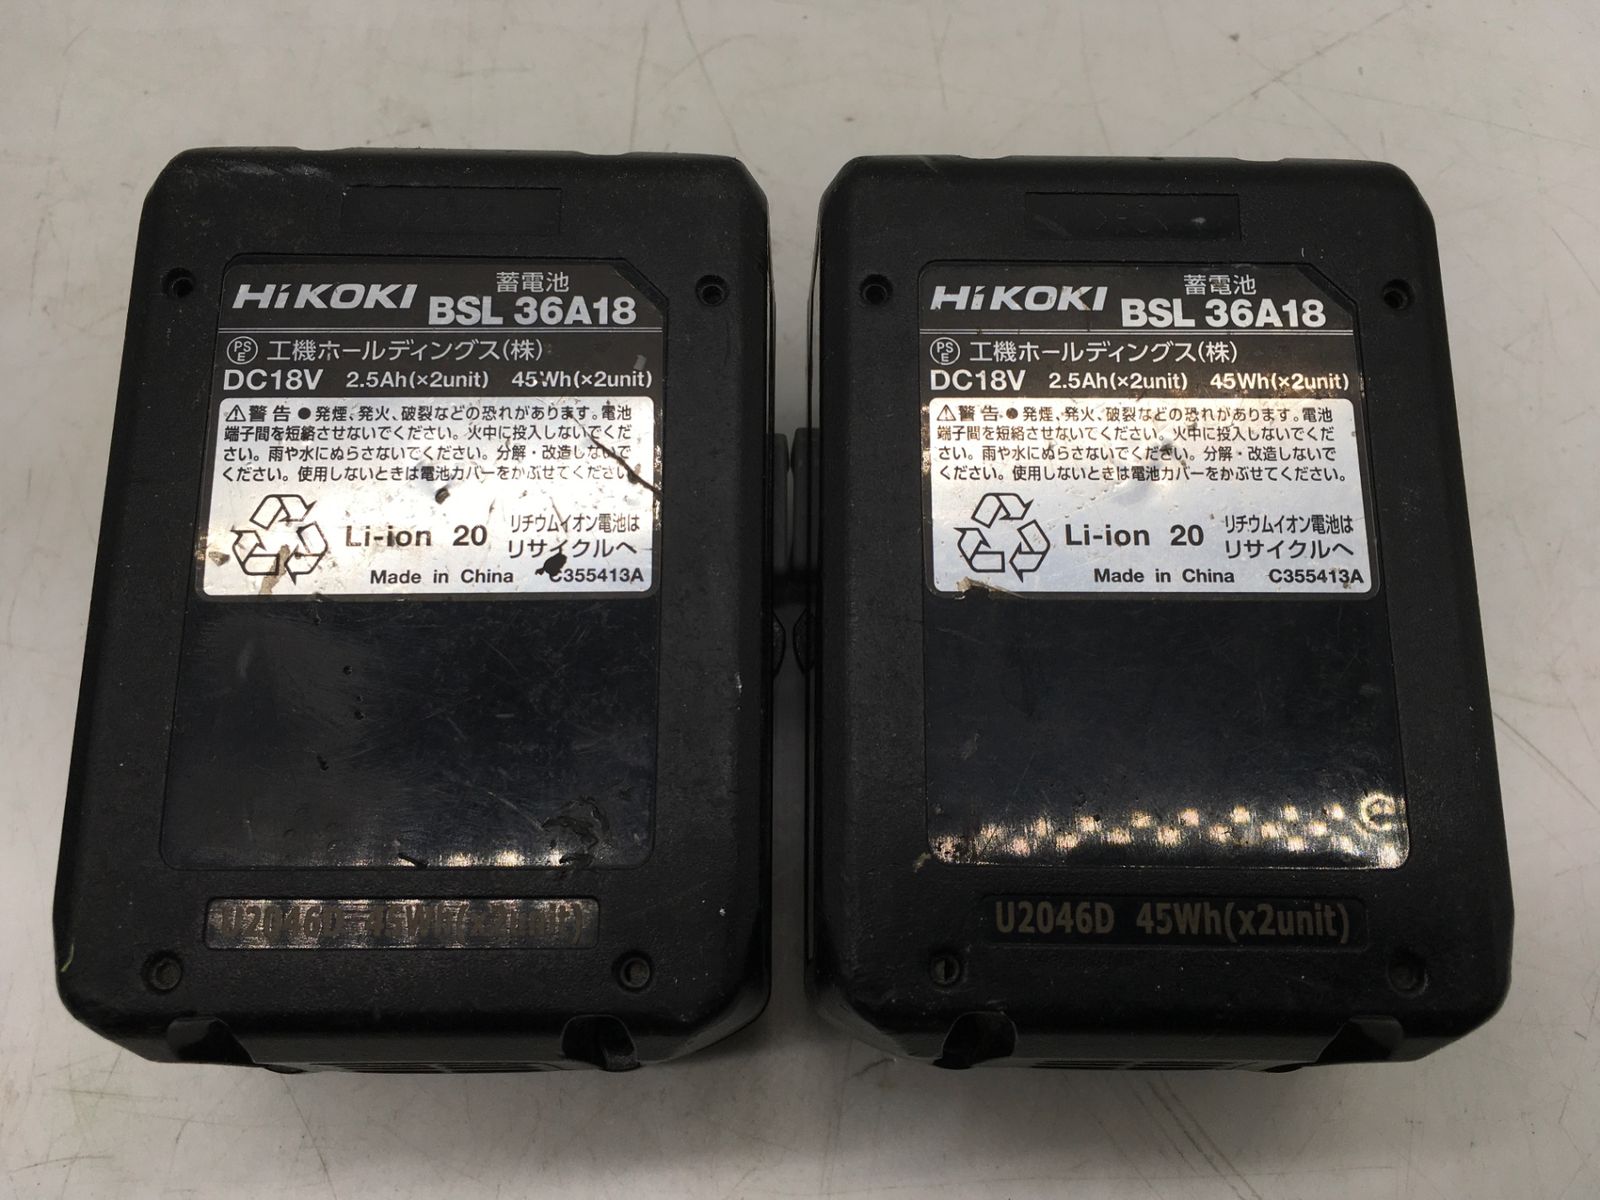 蓄電池
HiKOKI BSL 36A18
PSE 工機ホールディングス(株)
DC18V 2.5Ah(×2unit) 45Wh(×2unit)
⚠警告 ●発煙、発火、破裂などの恐れがあります。電池
端子間を短絡させないでください。火中に投入しないでくだ
さい。雨や水にぬらさないでください。分解・改造しないで
ください。使用しないときは電池カバーをかぶせてください。
Li-ion 20 リチウムイオン電池は
リサイクルへ
Made in China C355413A
U2046D 45Wh(x2unit)
蓄電池
HiKOKI BSL 36A18
PSE 工機ホールディングス(株)
DC18V 2.5Ah(×2unit) 45Wh(×2unit)
⚠警告 ●発煙、発火、破裂などの恐れがあります。電池
端子間を短絡させないでください。火中に投入しないでくだ
さい。雨や水にぬらさないでください。分解・改造しないで
ください。使用しないときは電池カバーをかぶせてください。
Li-ion 20 リチウムイオン電池は
リサイクルへ
Made in China C355413A
U2046D 45Wh(x2unit)